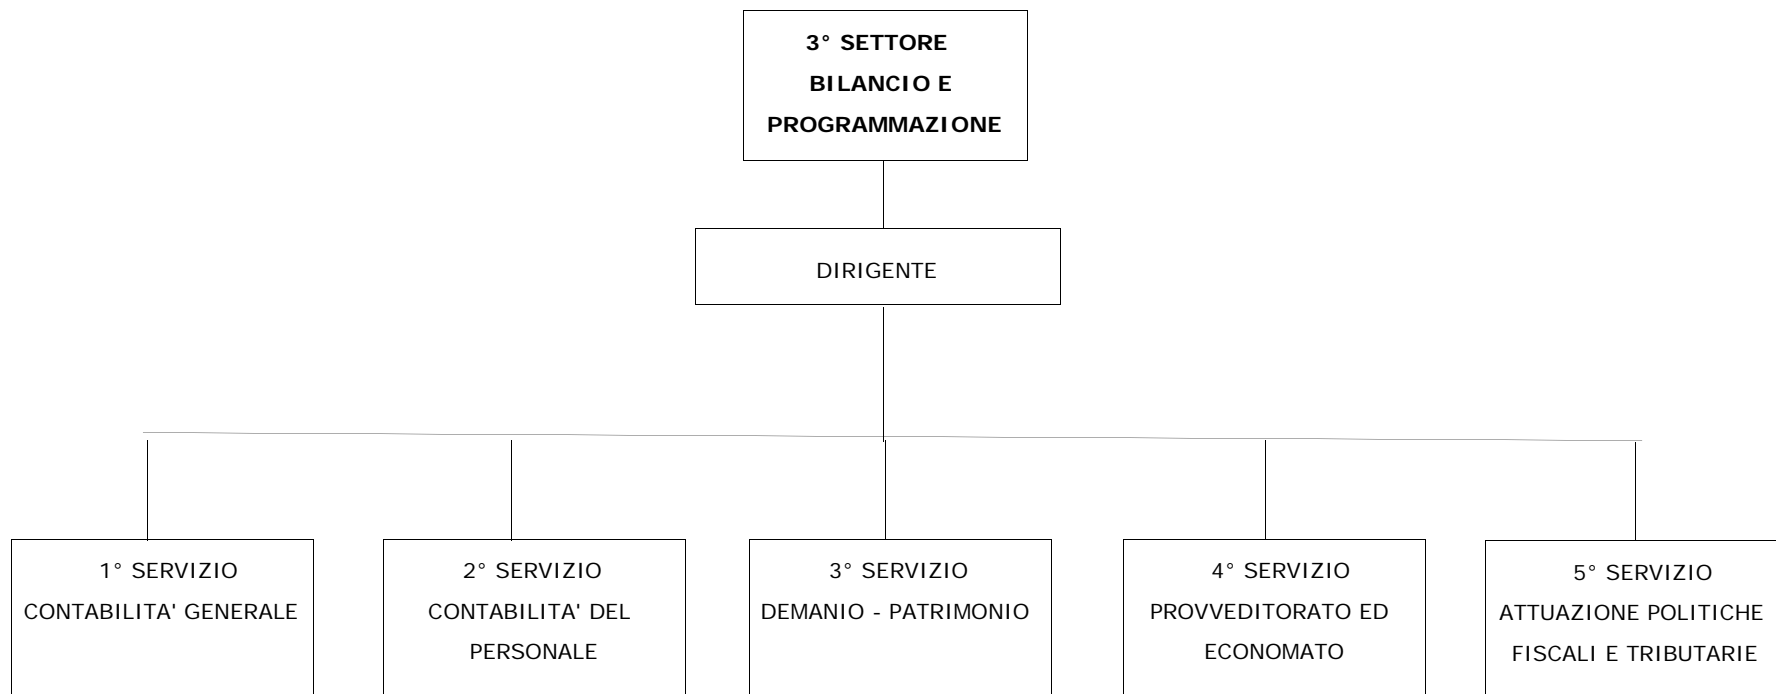 3° SETTORE
BILANCIO E
PROGRAMMAZIONE
DIRIGENTE
1° SERVIZIO
CONTABILITA' GENERALE
2° SERVIZIO
CONTABILITA' DEL
PERSONALE
3° SERVIZIO
DEMANIO - PATRIMONIO
4° SERVIZIO
PROVVEDITORATO ED
ECONOMATO
5° SERVIZIO
ATTUAZIONE POLITICHE
FISCALI E TRIBUTARIE